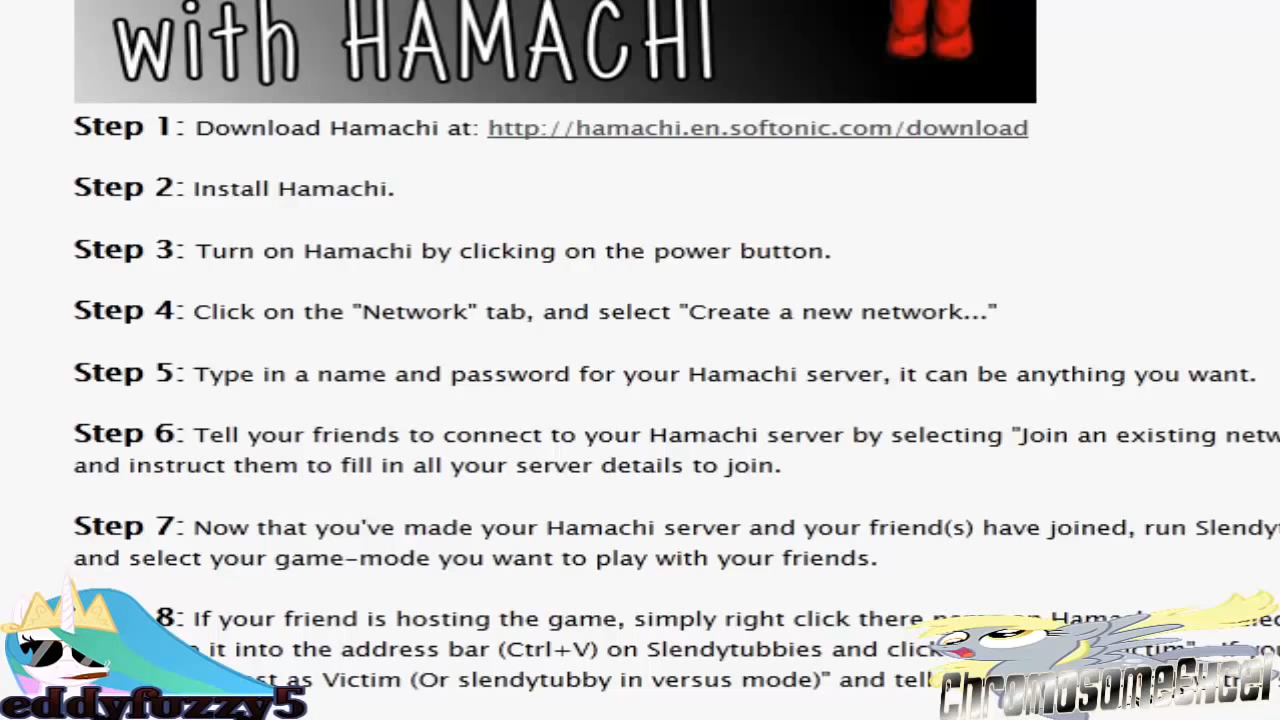 with HAMACHI
Step 1: Download Hamachi at: http://hamachi.en.softonic.com/download
Step 2: Install Hamachi.
Step 3: Turn on Hamachi by clicking on the power button.
Step 4: Click on the "Network" tab, and select "Create a new network..."
Step 5: Type in a name and password for your Hamachi server, it can be anything you want.
Step 6: Tell your friends to connect to your Hamachi server by selecting "Join an existing
and instruct them to fill in all your server details to join.
Step 7: Now that you've made your Hamachi server and your friend(s) have joined, run
and select your game-mode you want to play with your friends.
8: If your friend is hosting the game, simply right click there
it into the address bar (Ctrl+V) on Slendytubbies and
as Victim (Or slendytubby in versus mode)" and
eddyfuzzy5